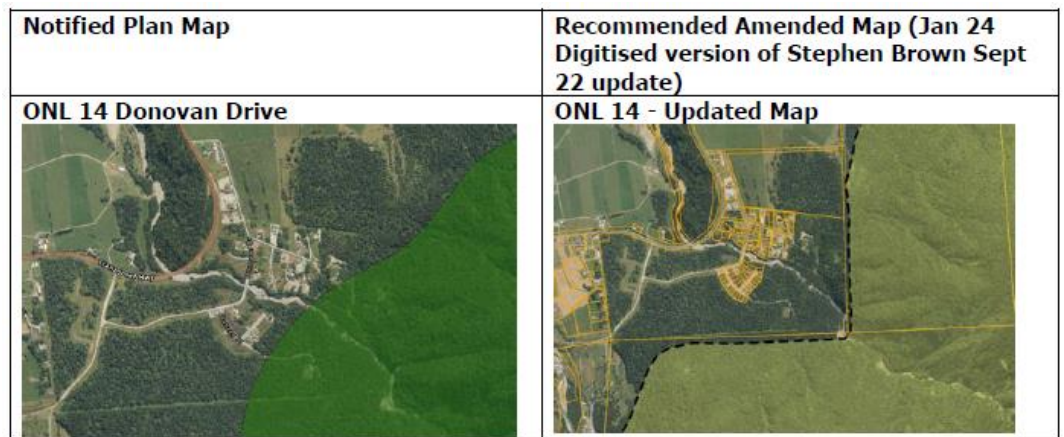 Notified Plan Map
Recommended Amended Map (Jan 24
Digitised version of Stephen Brown Sept
22 update)
ONL 14 Donovan Drive
ONL 14 - Updated Map